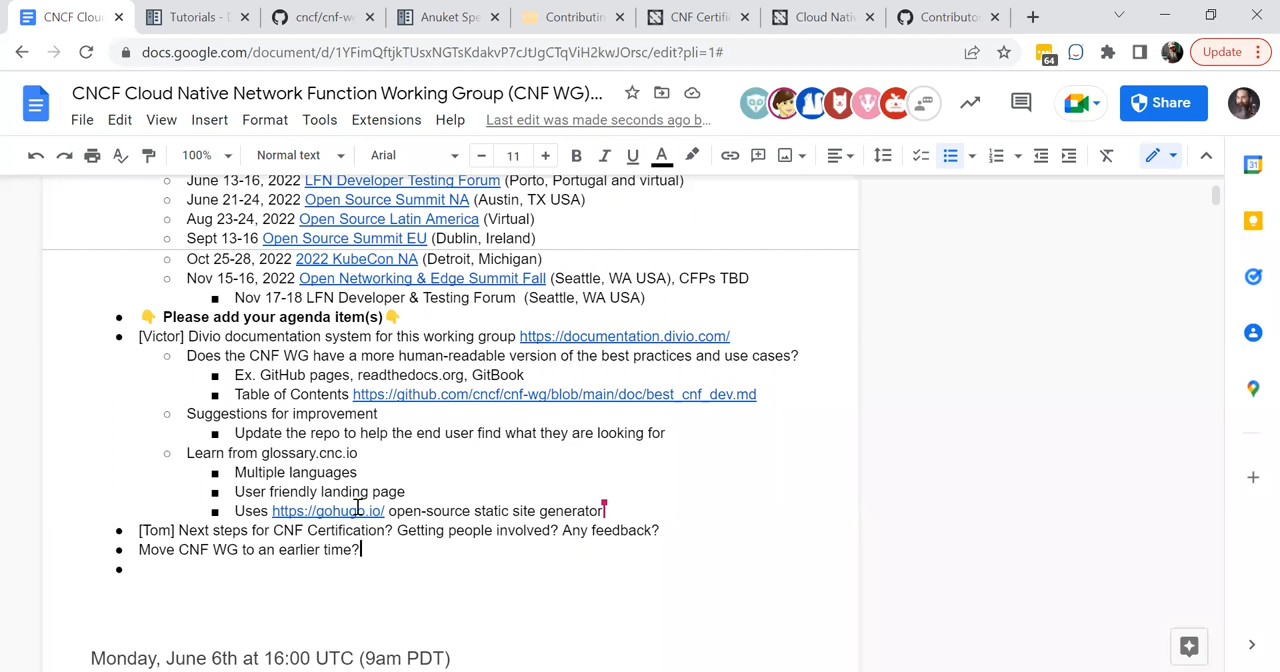 CNCF Clou
Tutorials - D
cncf/cnf-w
Anuket Spe
Contributin
CNF Certifi
Cloud Nati
Contributo
docs.google.com/document/d/1YFimQftjkTUsxNGTsKdakvP7cJtJgCTqViH2kwJOrsc/edit?pli=1#
64
Update
CNCF Cloud Native Network Function Working Group (CNF WG)...
File Edit View Insert Format Tools Extensions Help Last edit was made seconds ago b...
Share
100% Normal text Arial 11 B I U A
31
June 13-16, 2022 LFN Developer Testing Forum (Porto, Portugal and virtual)
June 21-24, 2022 Open Source Summit NA (Austin, TX USA)
Aug 23-24, 2022 Open Source Latin America (Virtual)
Sept 13-16 Open Source Summit EU (Dublin, Ireland)
Oct 25-28, 2022 2022 KubeCon NA (Detroit, Michigan)
Nov 15-16, 2022 Open Networking & Edge Summit Fall (Seattle, WA USA), CFPs TBD
Nov 17-18 LFN Developer & Testing Forum (Seattle, WA USA)
👇 Please add your agenda item(s)👇
[Victor] Divio documentation system for this working group https://documentation.divio.com/
Does the CNF WG have a more human-readable version of the best practices and use cases?
Ex. GitHub pages, readthedocs.org, GitBook
Table of Contents https://github.com/cncf/cnf-wg/blob/main/doc/best_cnf_dev.md
Suggestions for improvement
Update the repo to help the end user find what they are looking for
Learn from glossary.cnc.io
Multiple languages
User friendly landing page
Uses https://gohugo.io/ open-source static site generator
[Tom] Next steps for CNF Certification? Getting people involved? Any feedback?
Move CNF WG to an earlier time?
Monday, June 6th at 16:00 UTC (9am PDT)